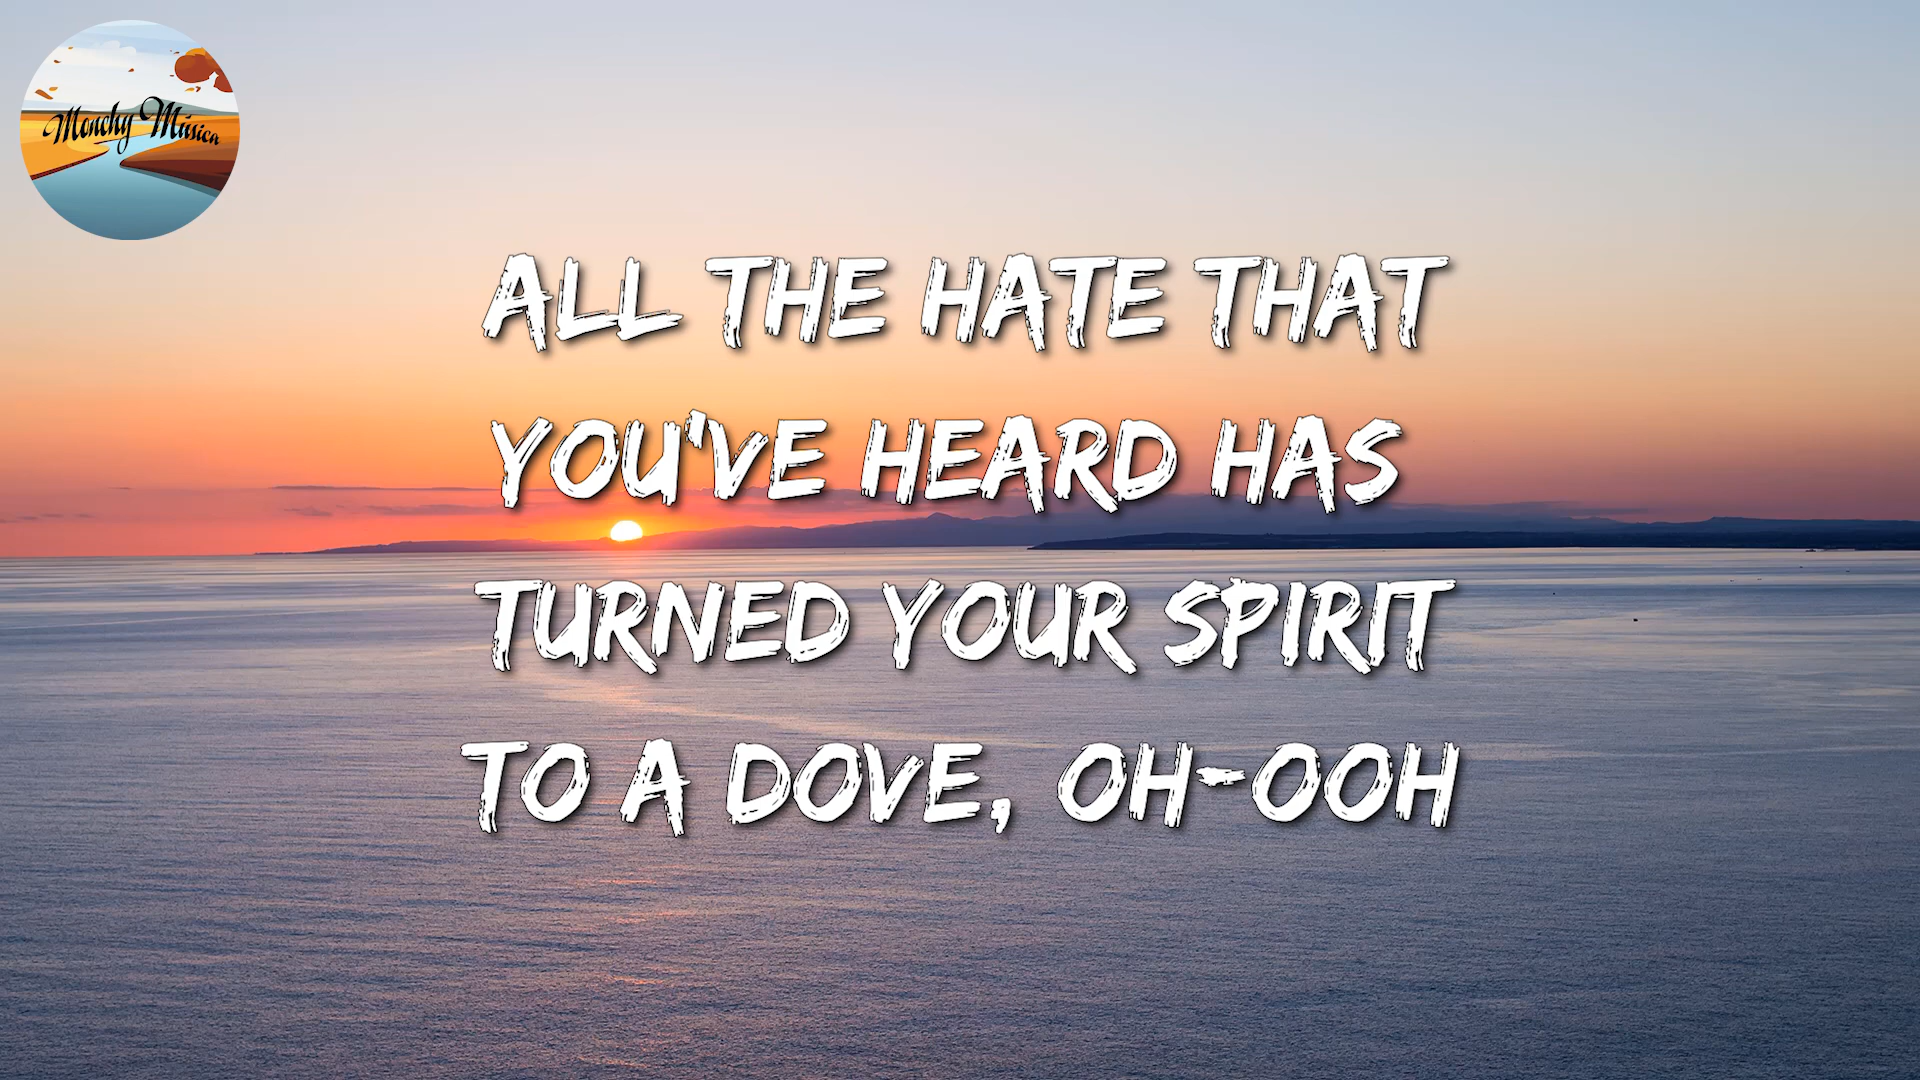 Monchy Música
ALL THE HATE THAT
YOU'VE HEARD HAS
TURNED YOUR SPIRIT
TO A DOVE, OH-OOH